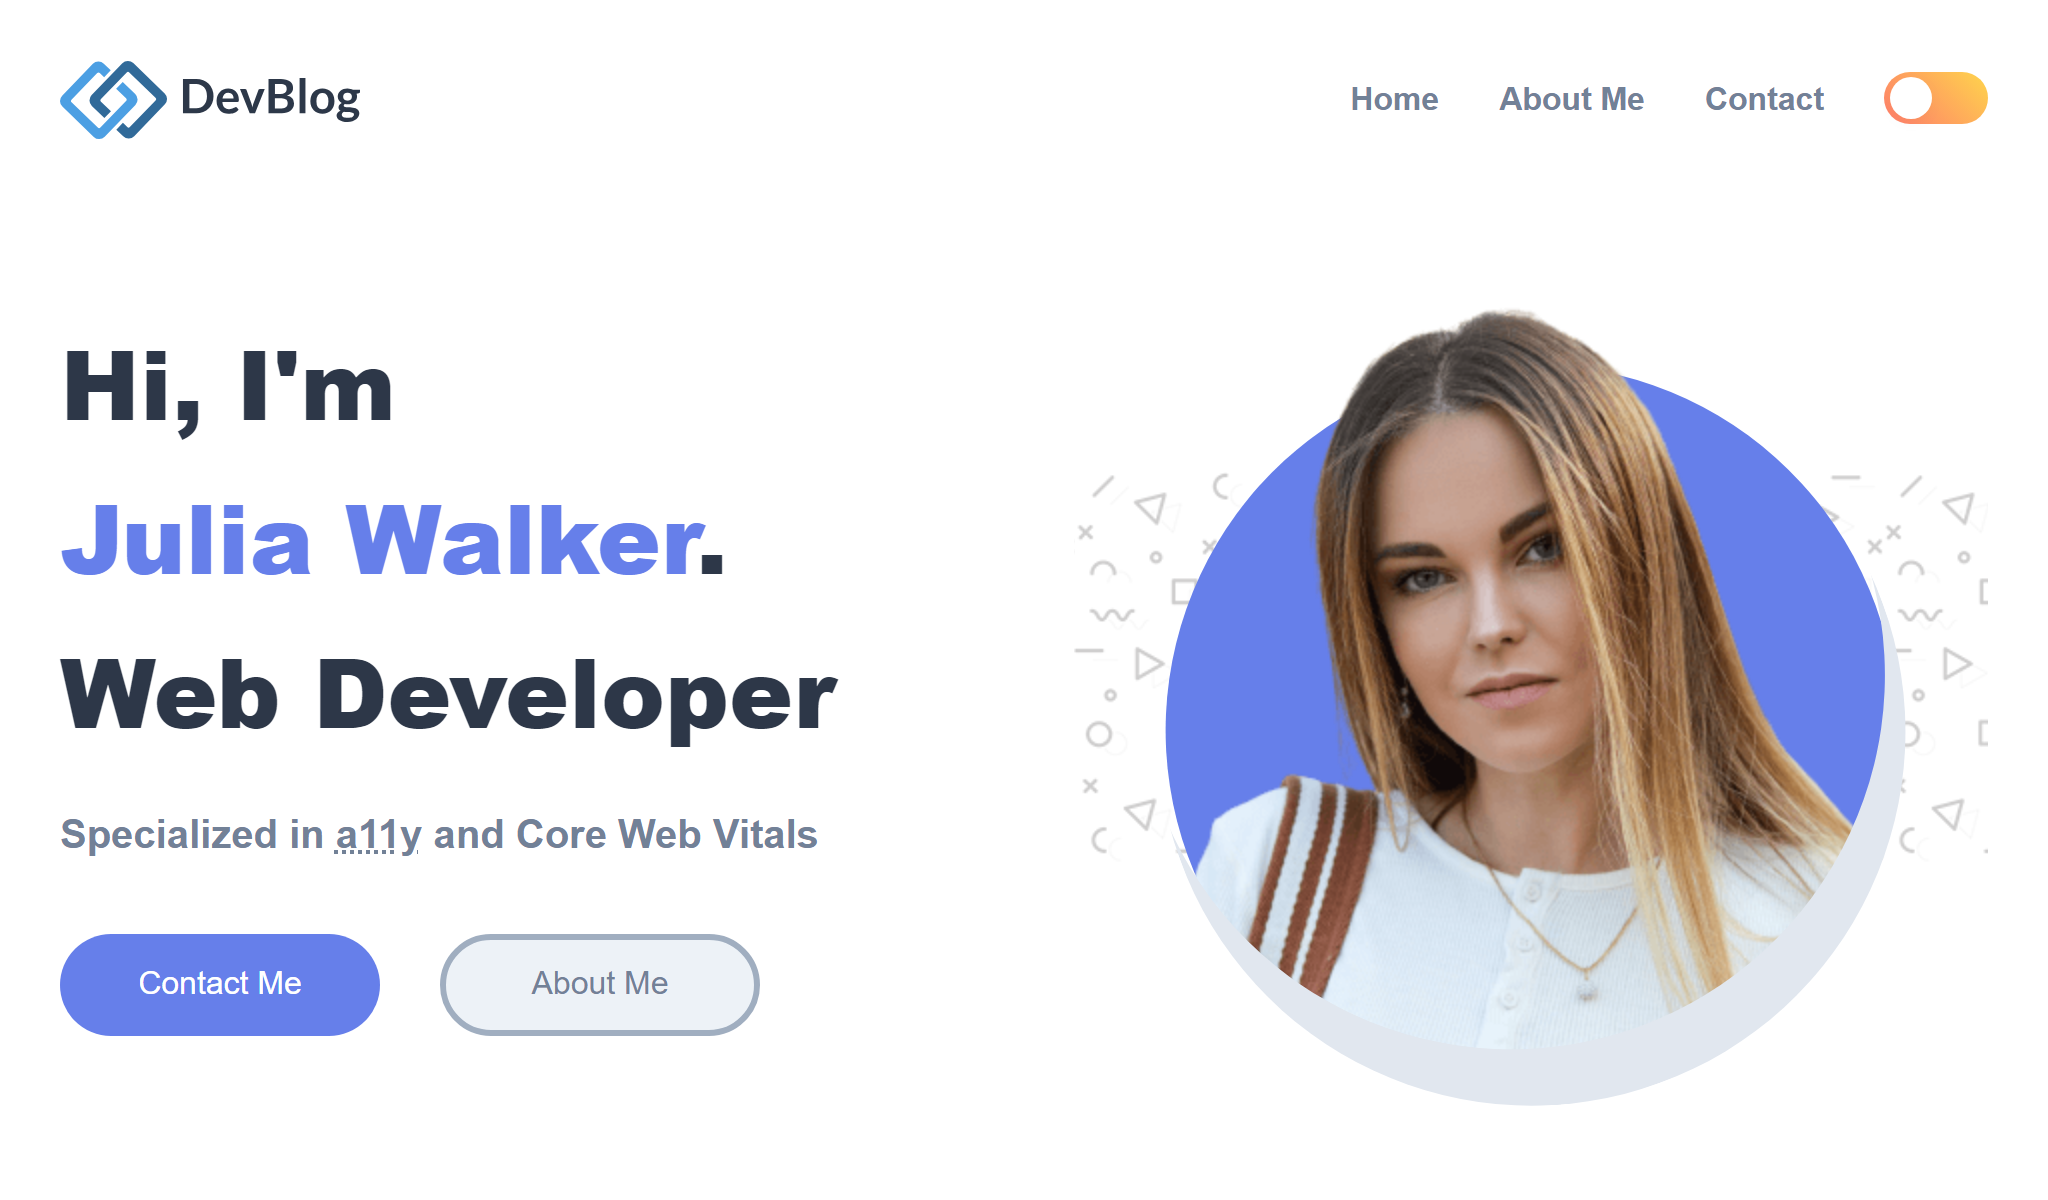 DevBlog
Home About Me Contact
Hi, I'm
Julia Walker.
Web Developer
Specialized in a11y and Core Web Vitals
Contact Me About Me